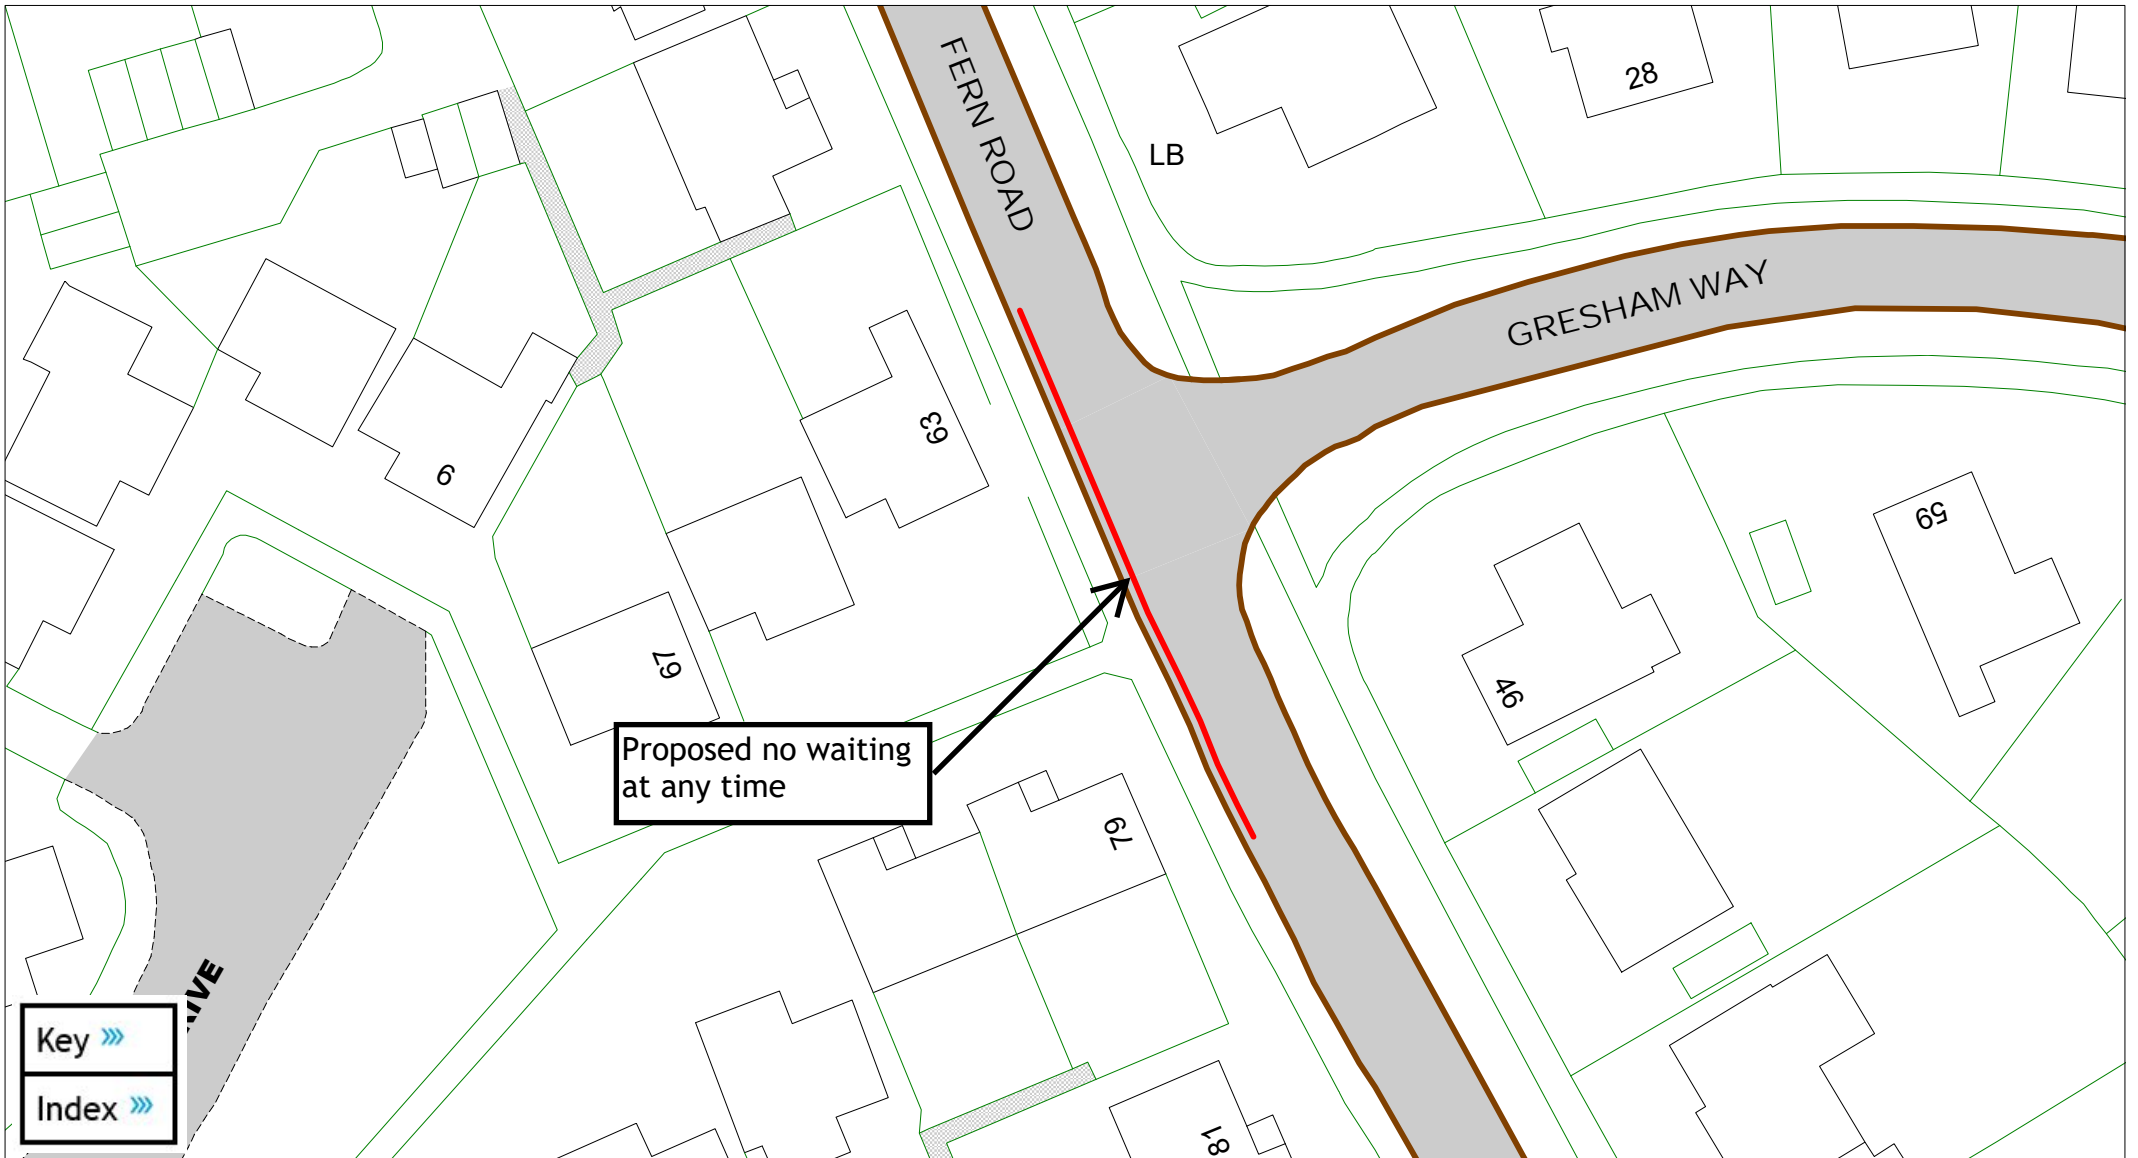 FERN ROAD
28
LB
GRESHAM WAY
63
9
59
67
46
Proposed no waiting
at any time
79
Key
Index
81